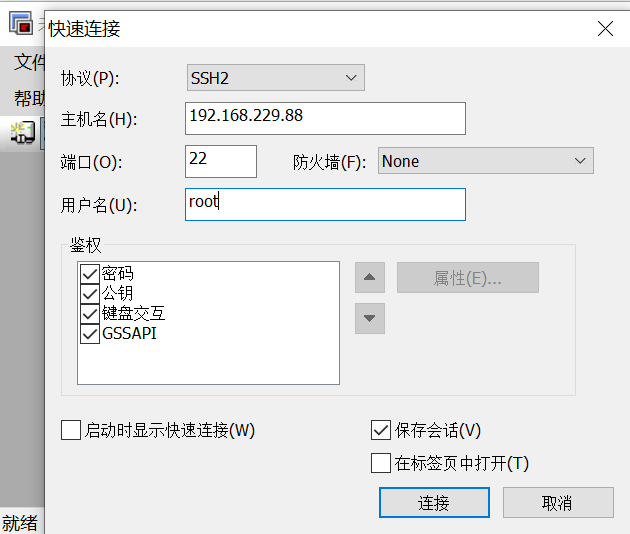 快速连接
文件
帮助
协议(P):
SSH2
主机名(H):
192.168.229.88
端口(O):
22
防火墙(F):
None
用户名(U):
root
鉴权
密码
公钥
键盘交互
GSSAPI
属性(E)...
启动时显示快速连接(W)
保存会话(V)
在标签页中打开(T)
连接
取消
就绪